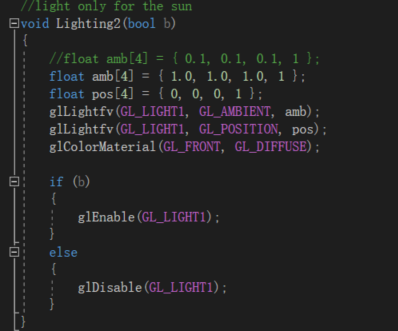 //light only for the sun
void Lighting2(bool b)
{
//float amb[4] = { 0.1, 0.1, 0.1, 1 };
float amb[4] = { 1.0, 1.0, 1.0, 1 };
float pos[4] = { 0, 0, 0, 1 };
glLightfv(GL_LIGHT1, GL_AMBIENT, amb);
glLightfv(GL_LIGHT1, GL_POSITION, pos);
glColorMaterial(GL_FRONT, GL_DIFFUSE);
if (b)
{
glEnable(GL_LIGHT1);
}
else
{
glDisable(GL_LIGHT1);
}
}